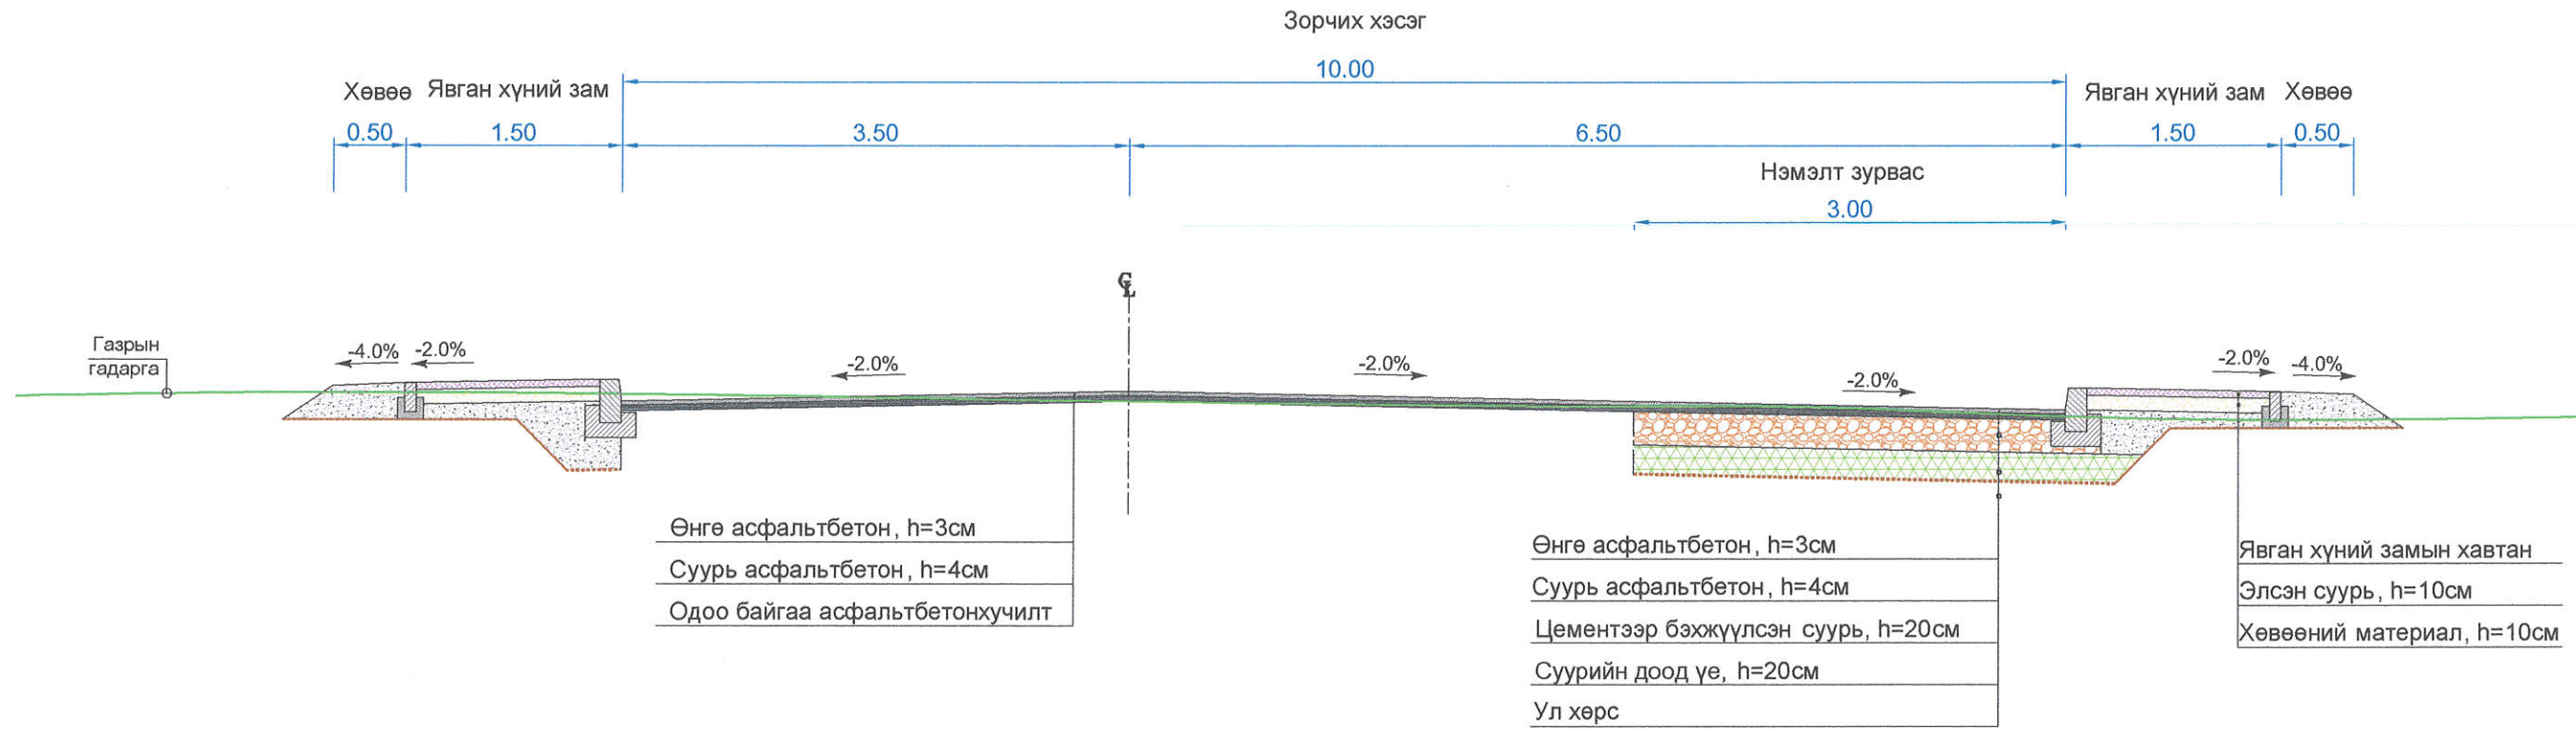 Зорчих хэсэг
10.00
Хөвөө Явган хүний зам
Явган хүний зам Хөвөө
0.50 1.50 3.50 6.50 1.50 0.50
Нэмэлт зурвас
3.00
CL
Газрын
гадарга
-4.0% -2.0% -2.0% -2.0% -2.0% -2.0% -4.0%
Өнгө асфальтбетон, h=3см
Суурь асфальтбетон, h=4см
Одоо байгаа асфальтбетонхучилт
Өнгө асфальтбетон, h=3см
Суурь асфальтбетон, h=4см
Цементээр бэхжүүлсэн суурь, h=20см
Суурийн доод үе, h=20см
Ул хөрс
Явган хүний замын хавтан
Элсэн суурь, h=10см
Хөвөөний материал, h=10см